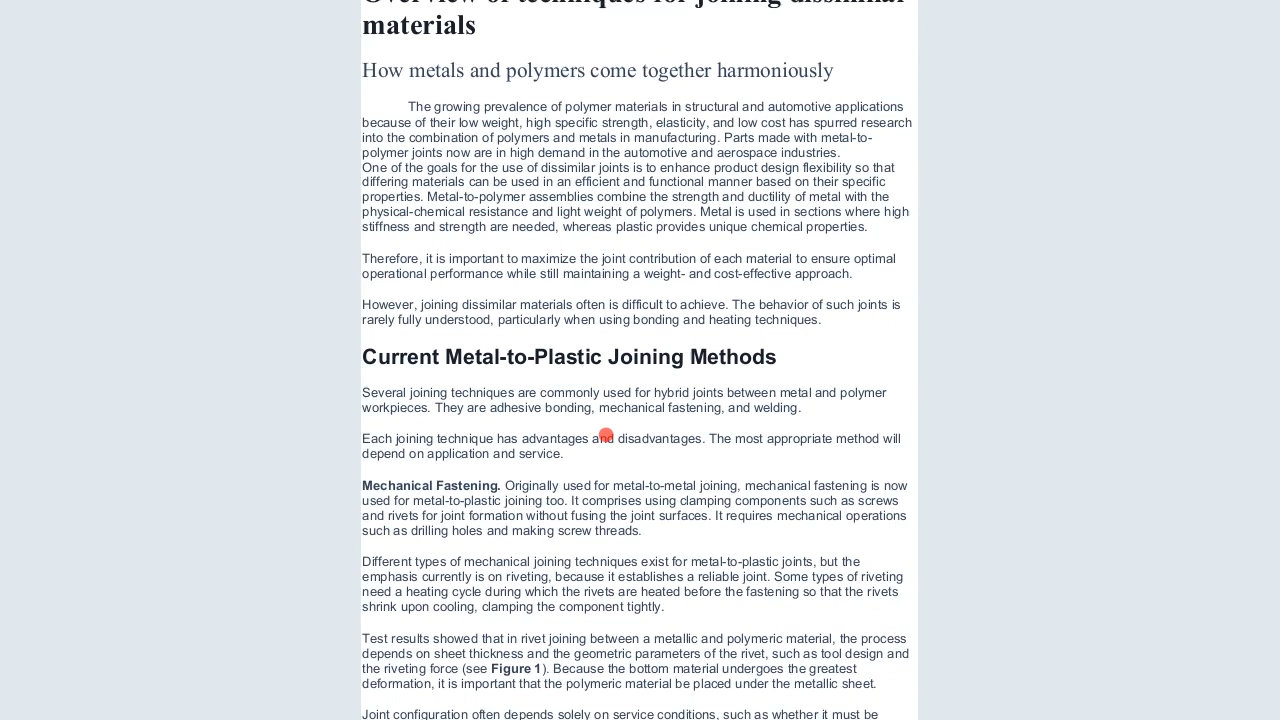 Overview of techniques for joining dissimilar
materials
How metals and polymers come together harmoniously
The growing prevalence of polymer materials in structural and automotive applications
because of their low weight, high specific strength, elasticity, and low cost has spurred research
into the combination of polymers and metals in manufacturing. Parts made with metal-to-
polymer joints now are in high demand in the automotive and aerospace industries.
One of the goals for the use of dissimilar joints is to enhance product design flexibility so that
differing materials can be used in an efficient and functional manner based on their specific
properties. Metal-to-polymer assemblies combine the strength and ductility of metal with the
physical-chemical resistance and light weight of polymers. Metal is used in sections where high
stiffness and strength are needed, whereas plastic provides unique chemical properties.
Therefore, it is important to maximize the joint contribution of each material to ensure optimal
operational performance while still maintaining a weight- and cost-effective approach.
However, joining dissimilar materials often is difficult to achieve. The behavior of such joints is
rarely fully understood, particularly when using bonding and heating techniques.
Current Metal-to-Plastic Joining Methods
Several joining techniques are commonly used for hybrid joints between metal and polymer
workpieces. They are adhesive bonding, mechanical fastening, and welding.
Each joining technique has advantages and disadvantages. The most appropriate method will
depend on application and service.
Mechanical Fastening. Originally used for metal-to-metal joining, mechanical fastening is now
used for metal-to-plastic joining too. It comprises using clamping components such as screws
and rivets for joint formation without fusing the joint surfaces. It requires mechanical operations
such as drilling holes and making screw threads.
Different types of mechanical joining techniques exist for metal-to-plastic joints, but the
emphasis currently is on riveting, because it establishes a reliable joint. Some types of riveting
need a heating cycle during which the rivets are heated before the fastening so that the rivets
shrink upon cooling, clamping the component tightly.
Test results showed that in rivet joining between a metallic and polymeric material, the process
depends on sheet thickness and the geometric parameters of the rivet, such as tool design and
the riveting force (see Figure 1). Because the bottom material undergoes the greatest
deformation, it is important that the polymeric material be placed under the metallic sheet.
Joint configuration often depends solely on service conditions, such as whether it must be